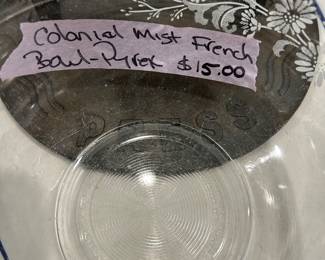 Colonial Mist French
Bowl-Pyrex $15.00